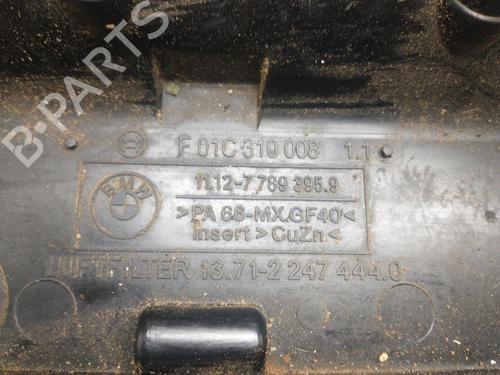 B-PARTS
F 01C 310 008 1.1
BMW
11.12-7 789 395.9
>PA 66-MX.GF40<
insert >CuZn<
LUFTFILTER 13.71-2 247 444.0